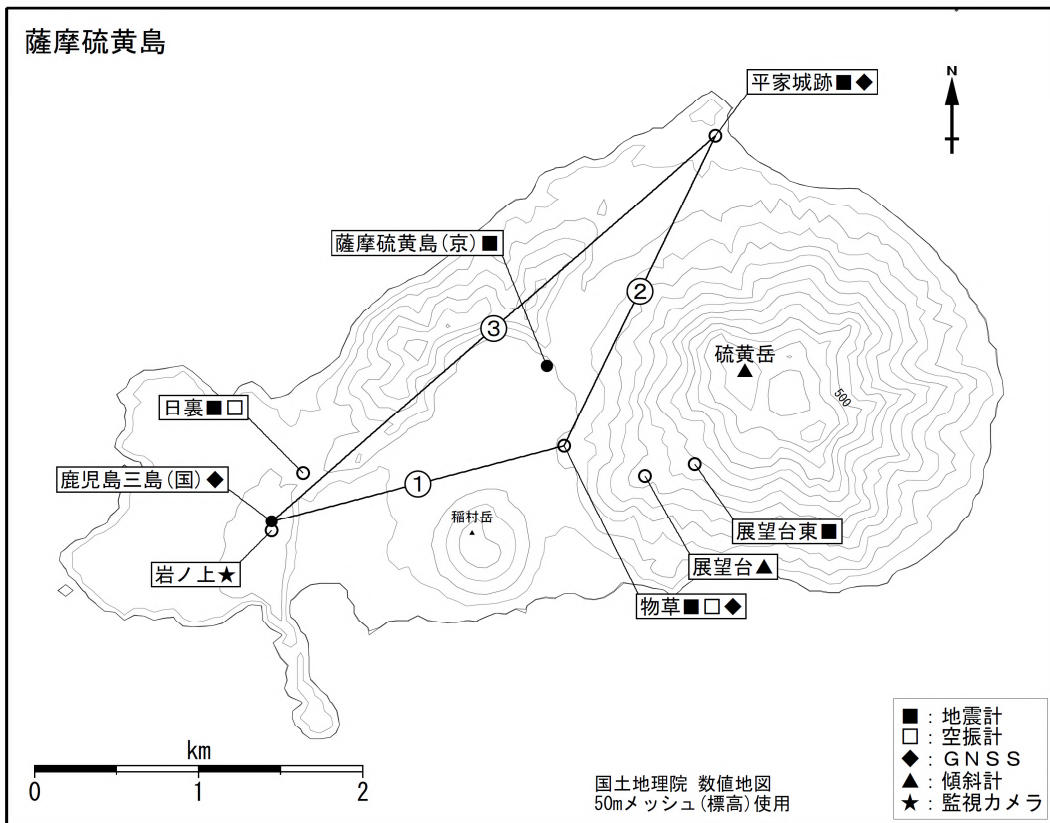 薩摩硫黄島
平家城跡■◆
N
薩摩硫黄島(京)■
②
③
硫黄岳
500
日裏■□
鹿児島三島(国)◆
①
稲村岳
展望台東■
岩ノ上★
展望台▲
物草■□◆
km
0 1 2
国土地理院 数値地図
50mメッシュ(標高)使用
■:地震計
□:空振計
◆:GNSS
▲:傾斜計
★:監視カメラ